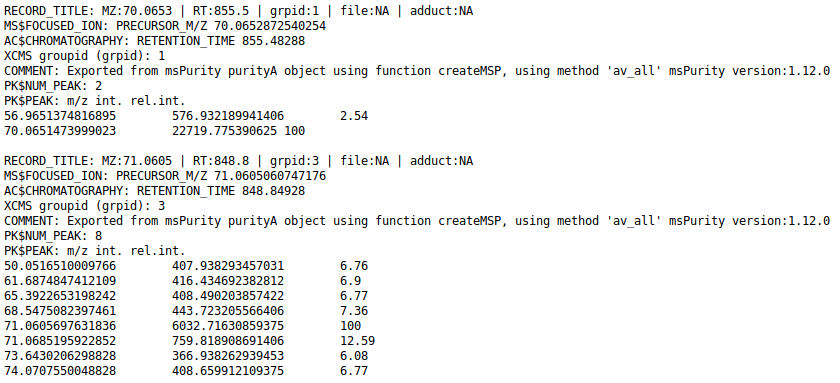 RECORD_TITLE: MZ:70.0653 | RT:855.5 | grpid:1 | file:NA | adduct:NA
MS$FOCUSED_ION: PRECURSOR_M/Z 70.0652872540254
AC$CHROMATOGRAPHY: RETENTION_TIME 855.48288
XCMS groupid (grpid): 1
COMMENT: Exported from msPurity purityA object using function createMSP, using method 'av_all' msPurity version:1.12.0
PK$NUM_PEAK: 2
PK$PEAK: m/z int. rel.int.
56.9651374816895 576.932189941406 2.54
70.0651473999023 22719.775390625 100

RECORD_TITLE: MZ:71.0605 | RT:848.8 | grpid:3 | file:NA | adduct:NA
MS$FOCUSED_ION: PRECURSOR_M/Z 71.0605060747176
AC$CHROMATOGRAPHY: RETENTION_TIME 848.84928
XCMS groupid (grpid): 3
COMMENT: Exported from msPurity purityA object using function createMSP, using method 'av_all' msPurity version:1.12.0
PK$NUM_PEAK: 8
PK$PEAK: m/z int. rel.int.
50.0516510009766 407.938293457031 6.76
61.6874847412109 416.434692382812 6.9
65.3922653198242 408.490203857422 6.77
68.5475082397461 443.723205566406 7.36
71.0605697631836 6032.71630859375 100
71.0685195922852 759.818908691406 12.59
73.6430206298828 366.938262939453 6.08
74.0707550048828 408.659912109375 6.77